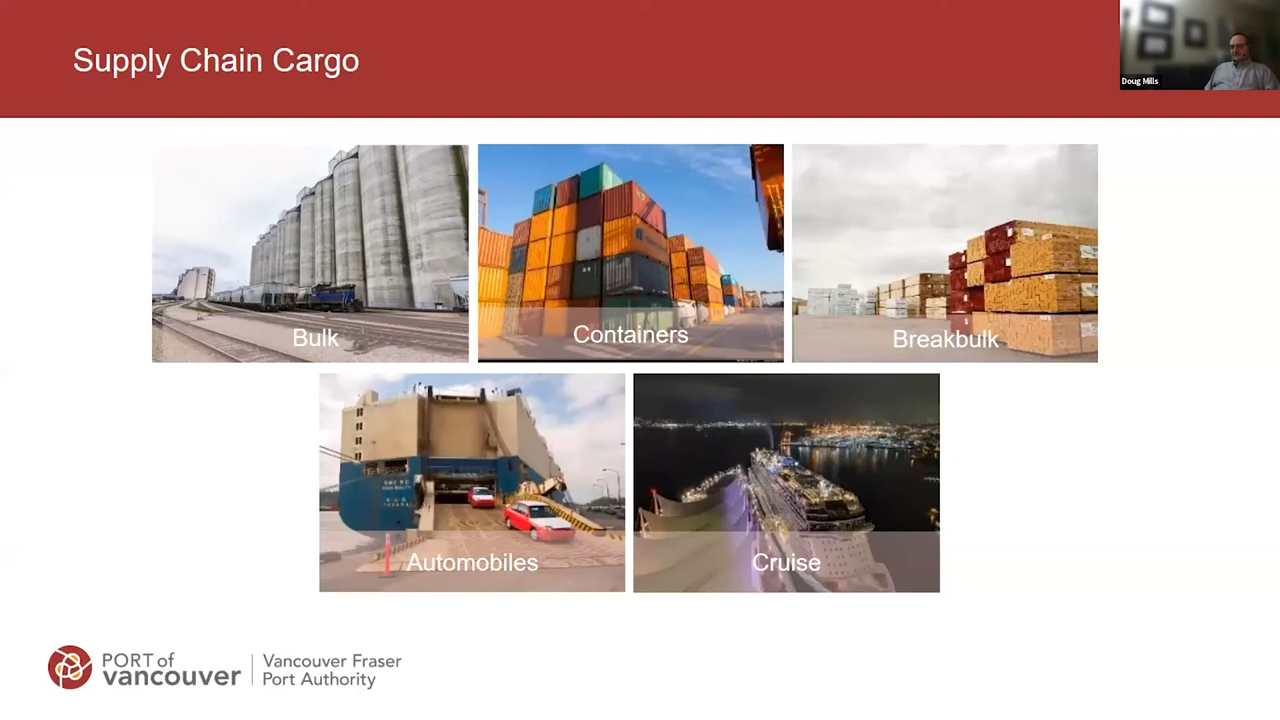 Supply Chain Cargo
Doug Mills
Bulk
Containers
Breakbulk
Automobiles
Cruise
PORT of
vancouver
Vancouver Fraser
Port Authority